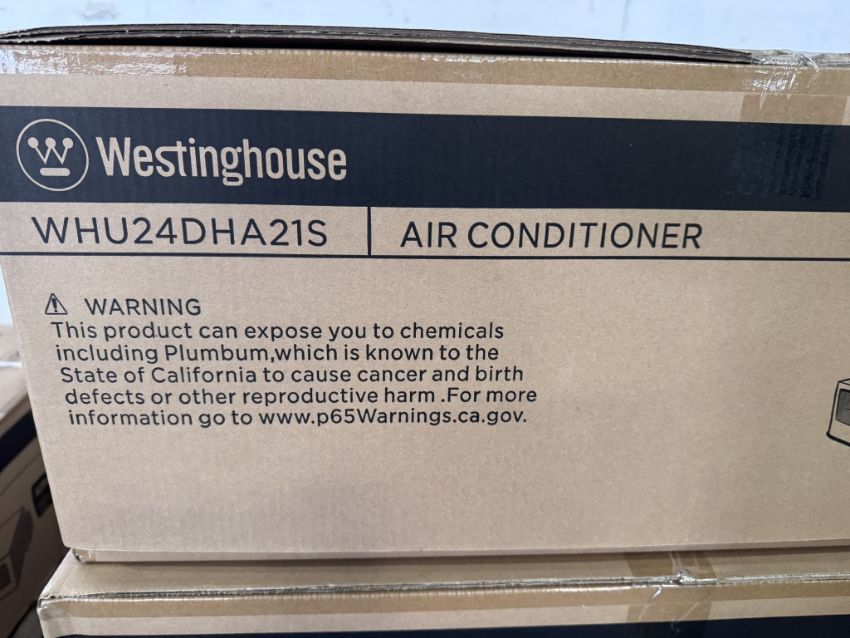 Westinghouse
WHU24DHA21S
AIR CONDITIONER
⚠ WARNING
This product can expose you to chemicals
including Plumbum,which is known to the
State of California to cause cancer and birth
defects or other reproductive harm .For more
information go to www.p65Warnings.ca.gov.